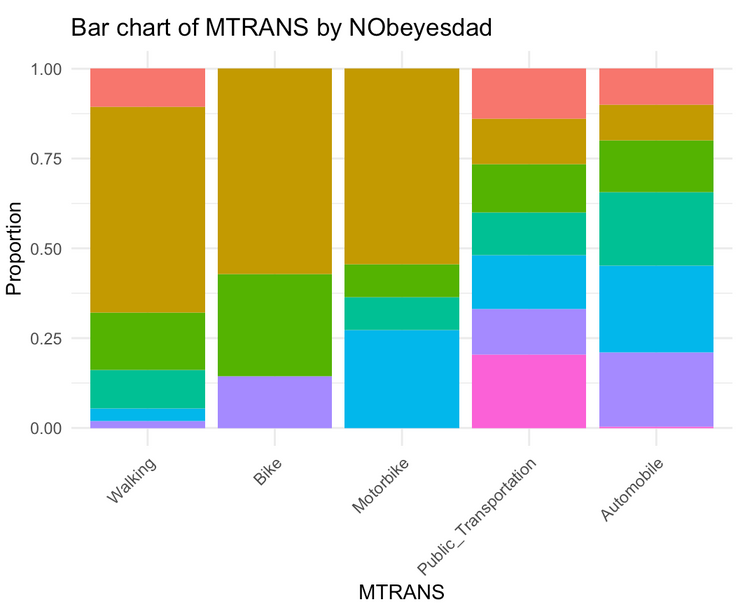 Bar chart of MTRANS by NObeyesdad
1.00
0.75
0.50
0.25
0.00
Proportion
Walking
Bike
Motorbike
Public_Transportation
Automobile
MTRANS